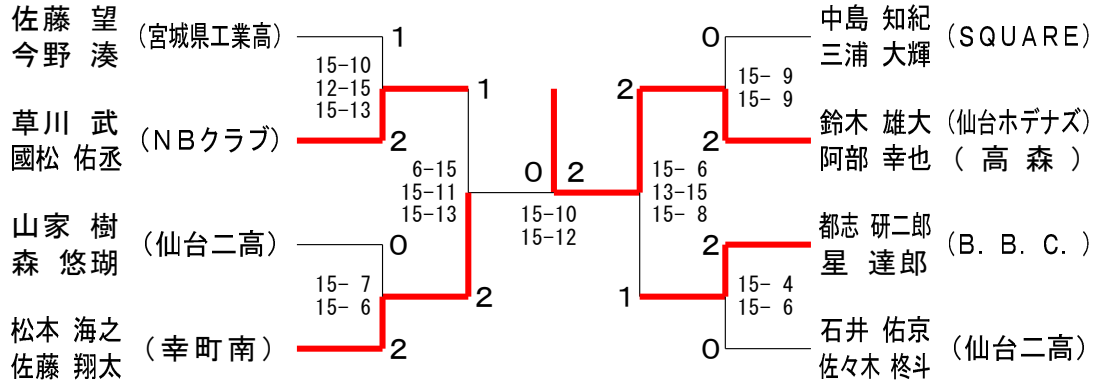 佐藤 望
今野 湊
(宮城県工業高)
1
15-10
12-15
15-13
草川 武
國松 佑丞
(NBクラブ)
2
1
6-15
15-11
15-13
山家 樹
森 悠瑚
(仙台二高)
0
15- 7
15- 6
松本 海之
佐藤 翔太
(幸町南)
2
2
0 2
15-10
15-12
中島 知紀
三浦 大輝
(SQUARE)
0
15- 9
15- 9
鈴木 雄大 (仙台ホデナズ)
阿部 幸也 (高森)
2
2
15- 6
13-15
15- 8
都志 研二郎
星 達郎
(B. B. C.)
2
15- 4
15- 6
石井 佑京
佐々木 柊斗
(仙台二高)
0
1